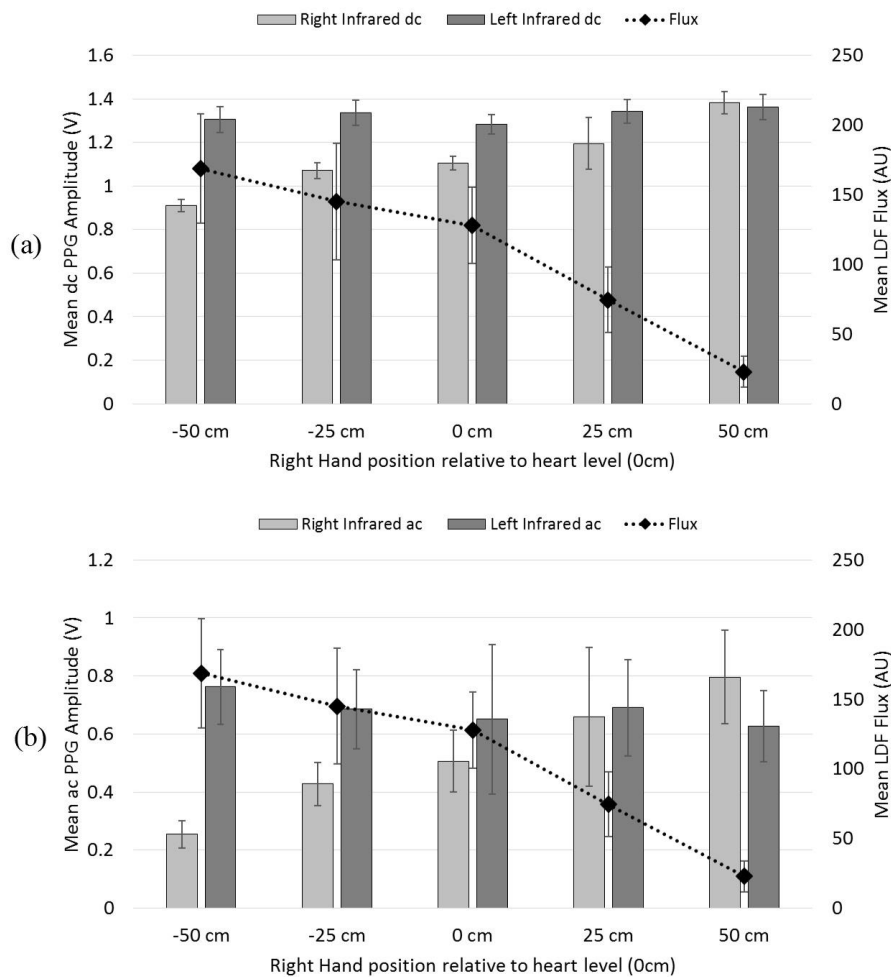 Right Infrared dc Left Infrared dc Flux
1.6 250
1.4 200
1.2
1 150
0.8
0.6 100
0.4 50
0.2
0 0
Mean dc PPG Amplitude (V)
Mean LDF Flux (AU)
(a)
-50 cm -25 cm 0 cm 25 cm 50 cm
Right Hand position relative to heart level (0cm)
Right Infrared ac Left Infrared ac Flux
1.2 250
1 200
0.8 150
0.6
0.4 100
0.2 50
0 0
Mean ac PPG Amplitude (V)
Mean LDF Flux (AU)
(b)
-50 cm -25 cm 0 cm 25 cm 50 cm
Right Hand position relative to heart level (0cm)